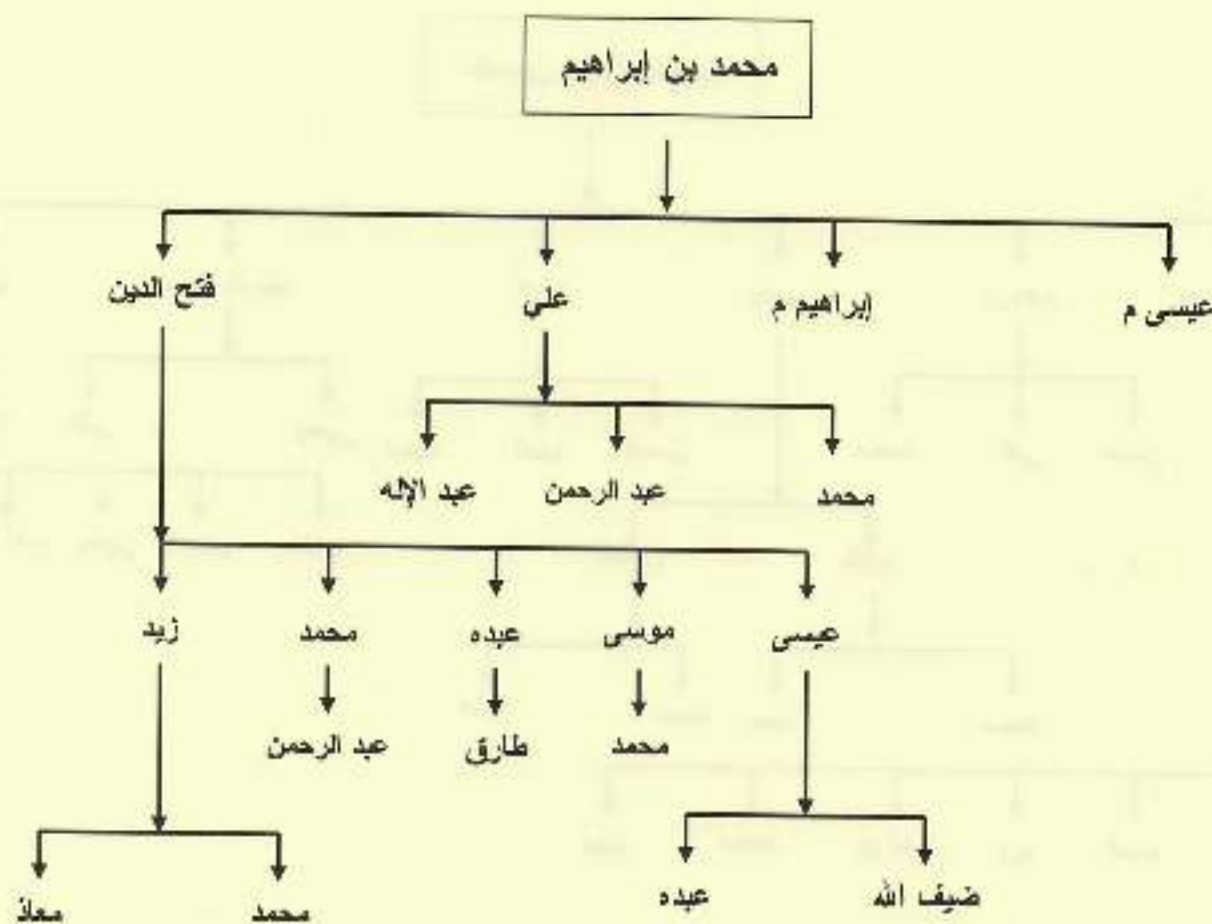 محمد بن إبراهيم
عيسى م إبراهيم م علي فتح الدين
محمد عبد الرحمن عبد الإله
عيسى موسى عبده محمد زيد
محمد طارق عبد الرحمن
ضيف الله عبده محمد معاذ